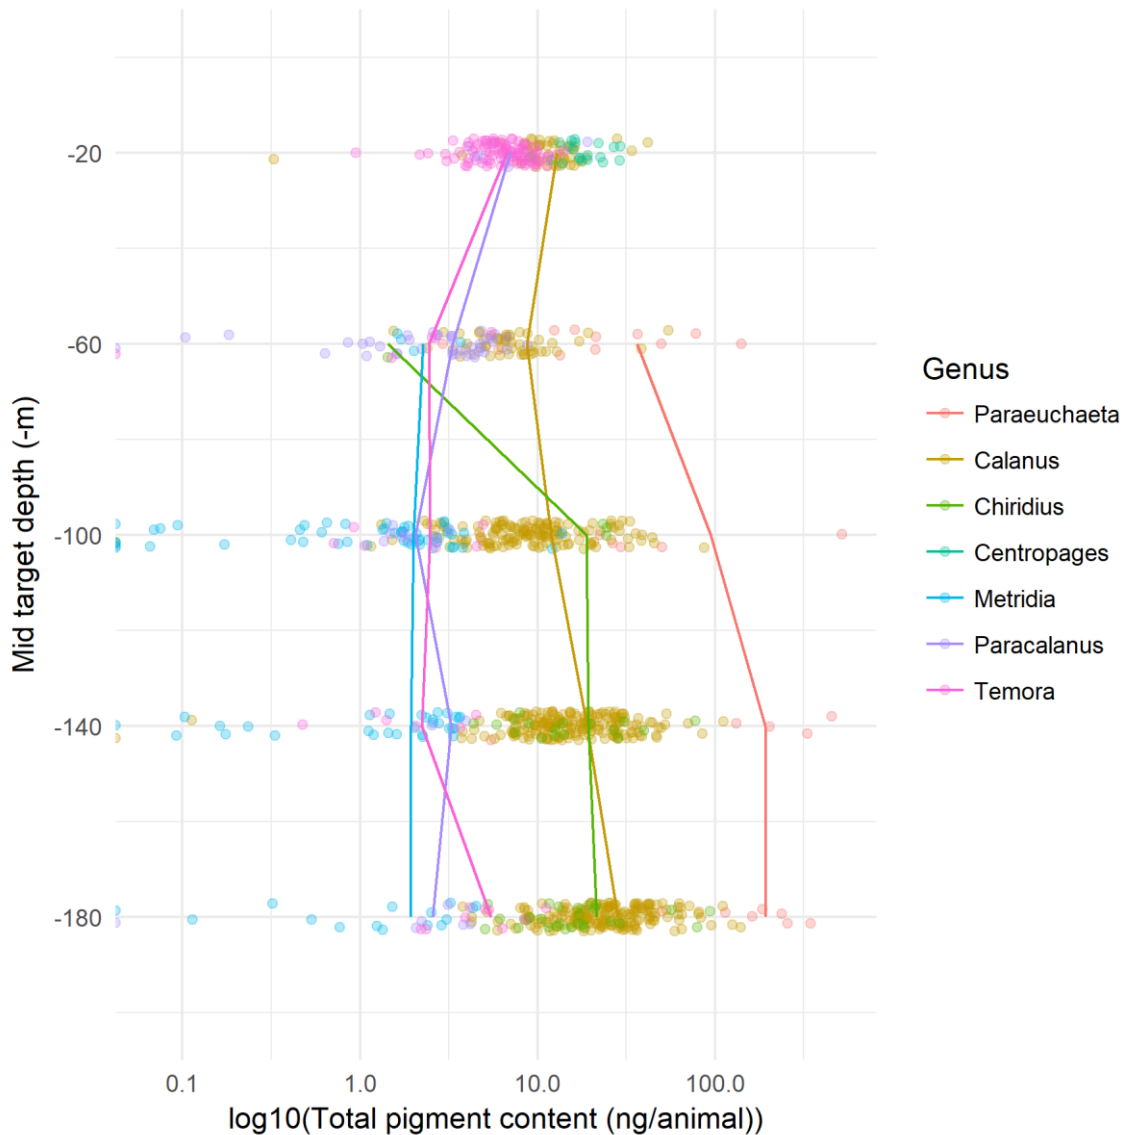 -20
-60
-100
-140
-180
Mid target depth (-m)
0.1 1.0 10.0 100.0
log10(Total pigment content (ng/animal))
Genus
Paraeuchaeta
Calanus
Chiridius
Centropages
Metridia
Paracalanus
Temora